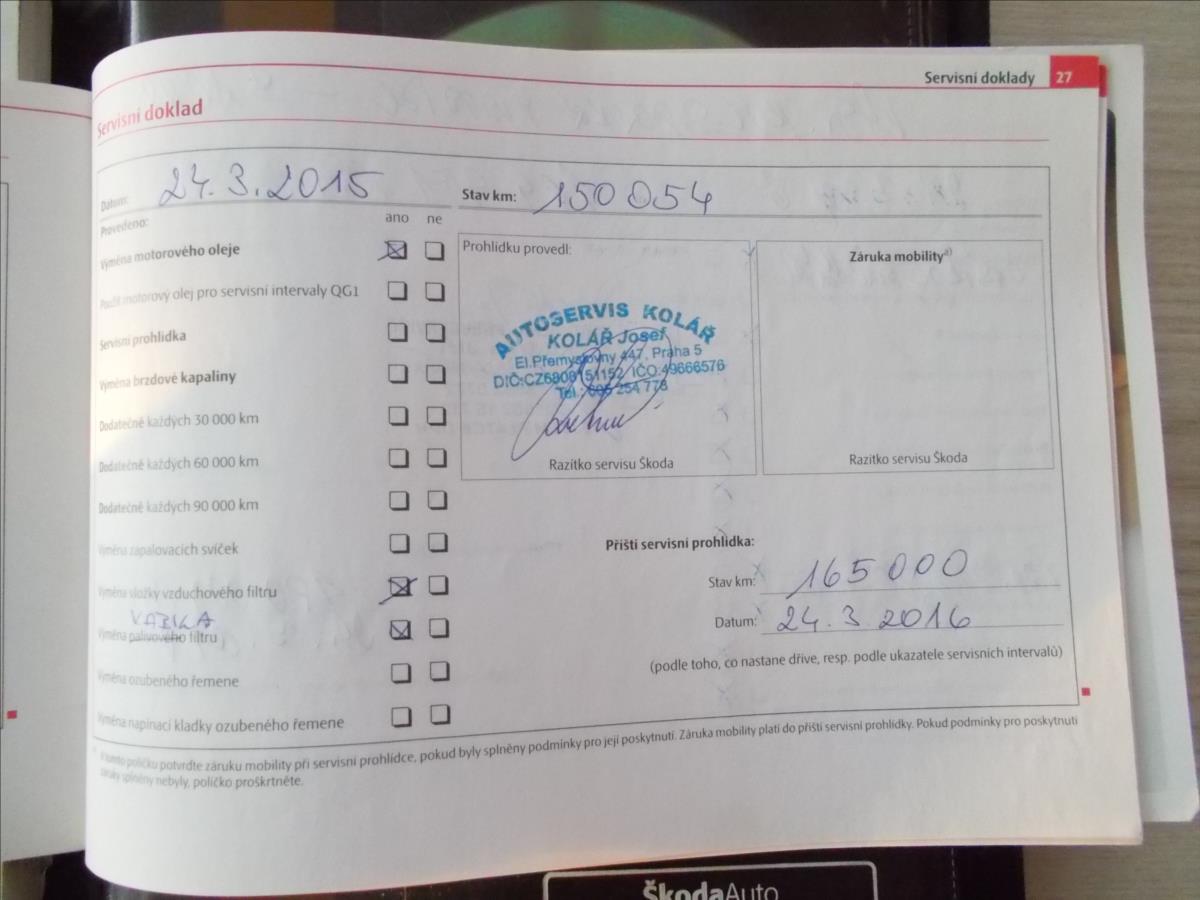 Servisní doklady 27
Servisní doklad
Datum: 24.3.2015
Stav km: 150 054
Provedeno:
ano ne
Výměna motorového oleje
Použit motorový olej pro servisní intervaly QG1
Servisní prohlídka
Výměna brzdové kapaliny
Dodatečně každých 30 000 km
Dodatečně každých 60 000 km
Dodatečně každých 90 000 km
Výměna zapalovacích svíček
Výměna vložky vzduchového filtru
Výměna palivového filtru
Výměna ozubeného řemene
Výměna napínací kladky ozubeného řemene
Prohlídku provedl:
AUTOSERVIS KOLÁŘ
KOLÁŘ Josef
El.Přemyslovny 447, Praha 5
IČO:49666576
Razítko servisu Škoda
Záruka mobility a)
Razítko servisu Škoda
Příští servisní prohlídka:
Stav km: 165 000
Datum: 24.3.2016
(podle toho, co nastane dříve, resp. podle ukazatele servisních intervalů)
V tomto políčku potvrďte záruku mobility při servisní prohlídce, pokud byly splněny podmínky pro její poskytnutí. Záruka mobility platí do příští servisní prohlídky. Pokud podmínky pro poskytnutí
záruky splněny nebyly, políčko proškrtněte.
ŠkodaAuto